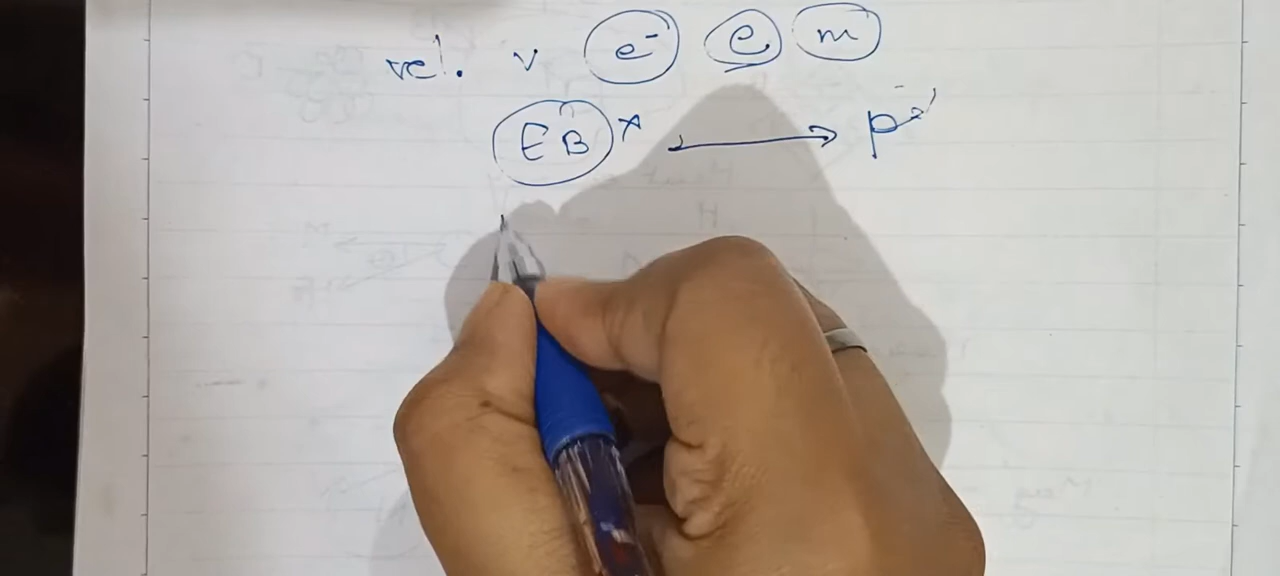 vel. v e⁻ e m
EB * → p